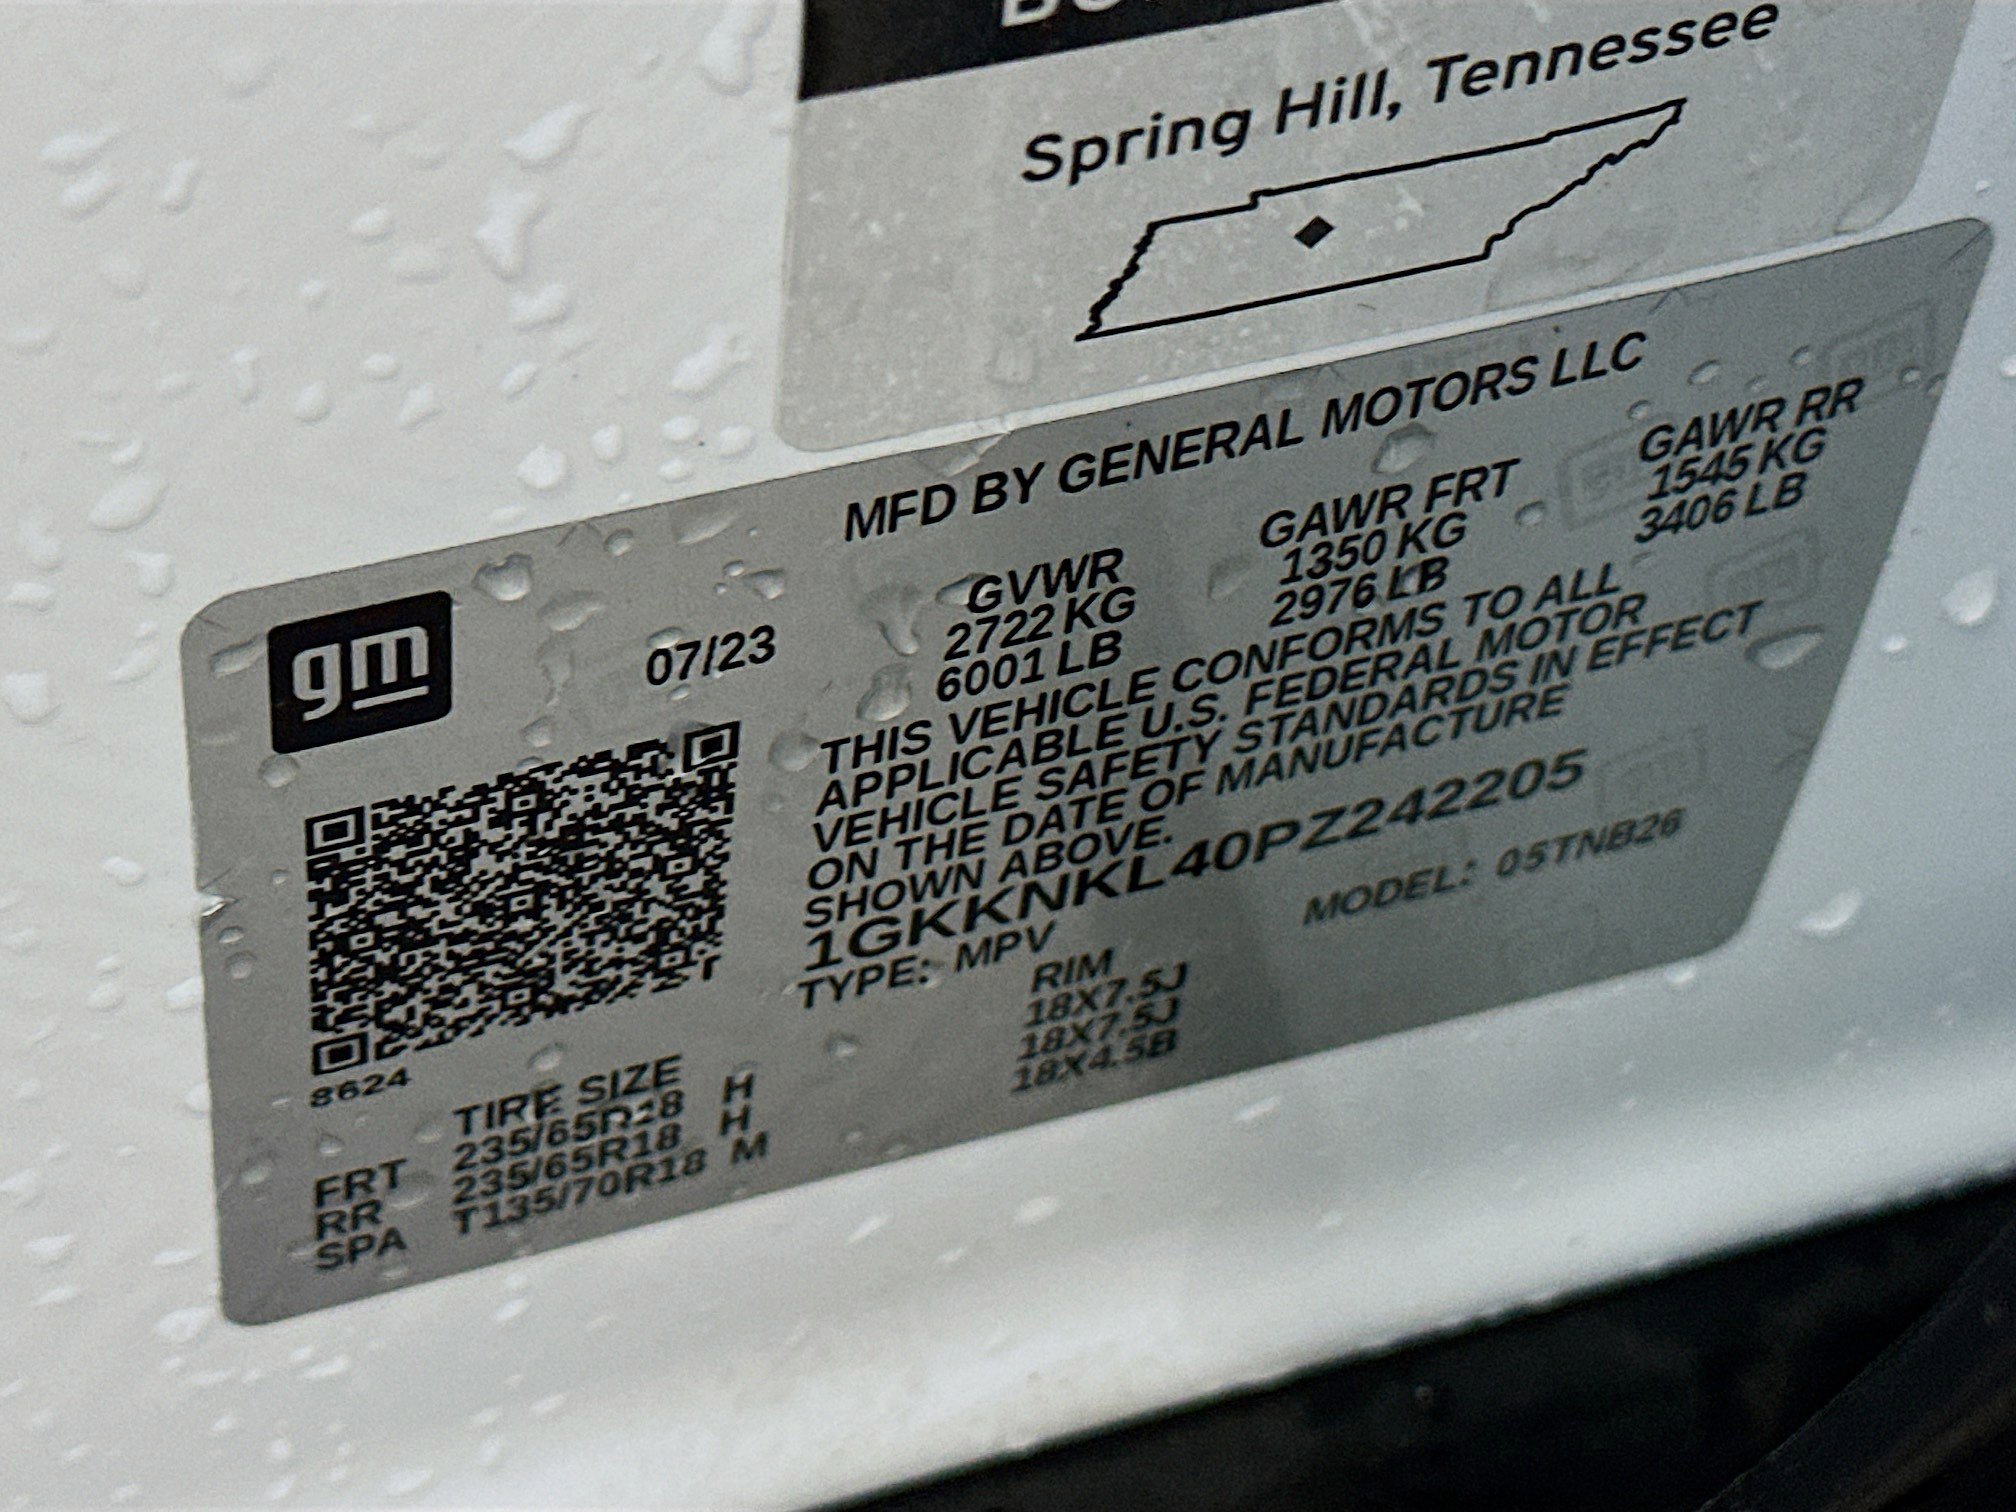 Spring Hill, Tennessee
MFD BY GENERAL MOTORS LLC
gm
07/23
GVWR GAWR FRT GAWR RR
2722 KG 1350 KG 1545 KG
6001 LB 2976 LB 3406 LB
THIS VEHICLE CONFORMS TO ALL
APPLICABLE U.S. FEDERAL MOTOR
VEHICLE SAFETY STANDARDS IN EFFECT
ON THE DATE OF MANUFACTURE
SHOWN ABOVE.
1GKKNKL40PZ242205
TYPE: MPV MODEL: 05TNB26
8624
TIRE SIZE RIM
FRT 235/65R18 H 18X7.5J
RR 235/65R18 H 18X7.5J
SPA T135/70R18 M 18X4.5B